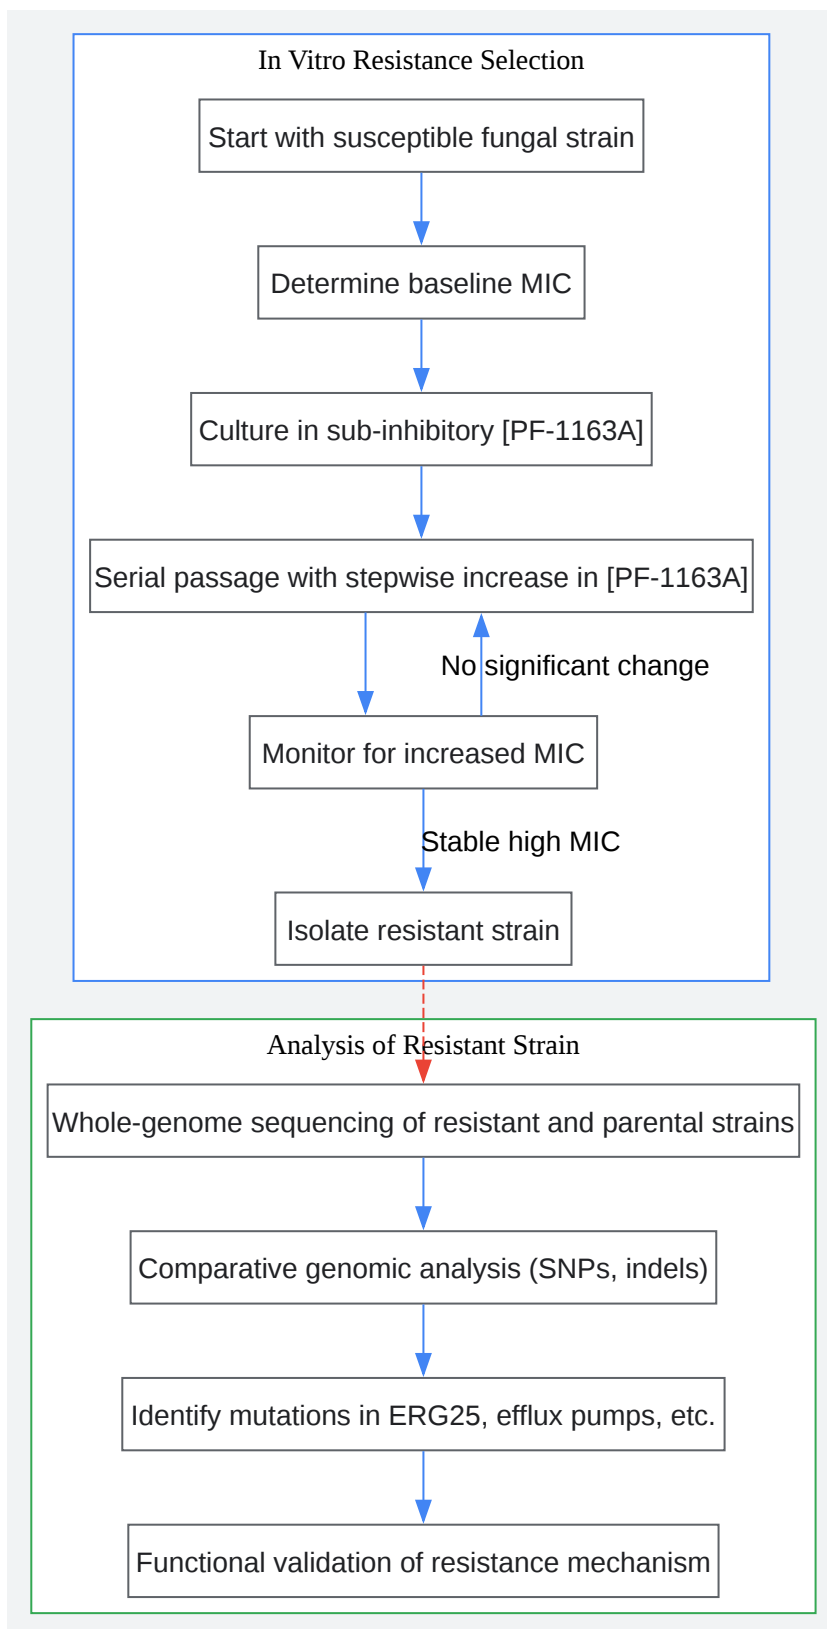 In Vitro Resistance Selection
Start with susceptible fungal strain
Determine baseline MIC
Culture in sub-inhibitory [PF-1163A]
Serial passage with stepwise increase in [PF-1163A]
No significant change
Monitor for increased MIC
Stable high MIC
Isolate resistant strain
Analysis of Resistant Strain
Whole-genome sequencing of resistant and parental strains
Comparative genomic analysis (SNPs, indels)
Identify mutations in ERG25, efflux pumps, etc.
Functional validation of resistance mechanism